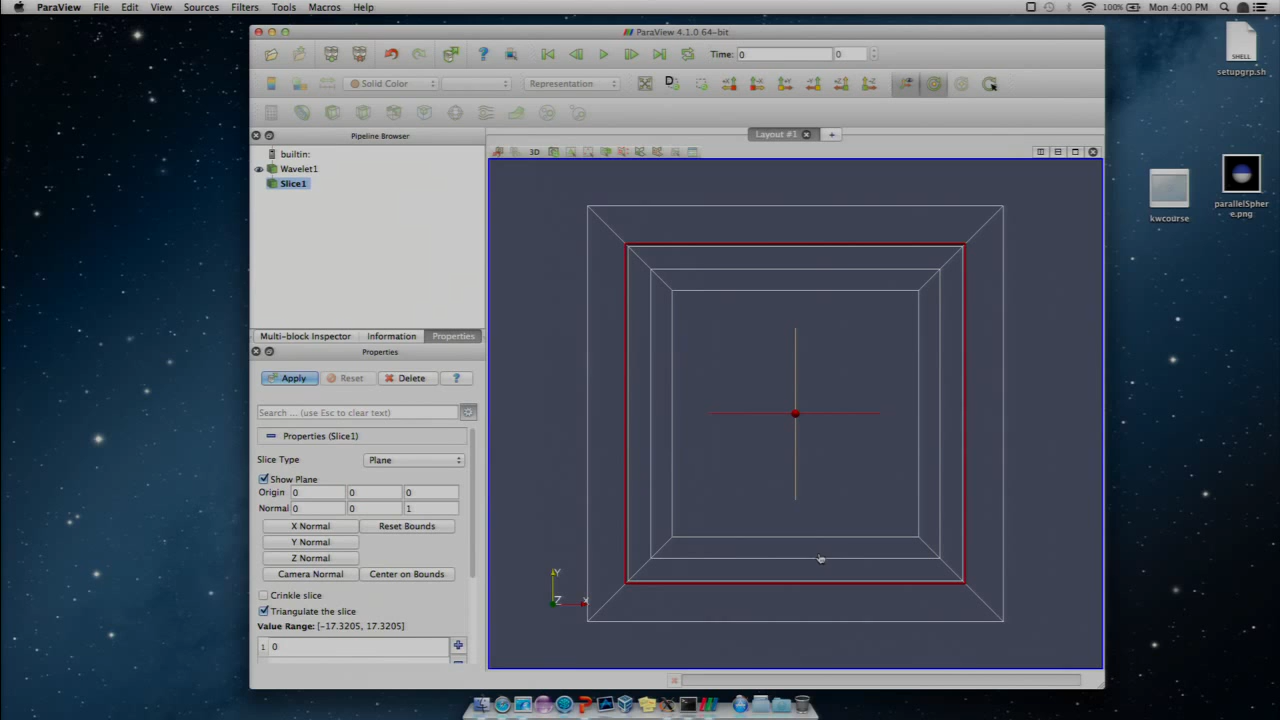 ParaView File Edit View Sources Filters Tools Macros Help 100% Mon 4:00 PM
ParaView 4.1.0 64-bit
Time: 0 0
Solid Color Representation
Pipeline Browser
Layout #1
3D
builtin:
Wavelet1
Slice1
Multi-block Inspector Information Properties
Properties
Apply Reset Delete ?
Search ... (use Esc to clear text)
Properties (Slice1)
Slice Type Plane
Show Plane
Origin 0 0 0
Normal 0 0 1
X Normal Reset Bounds
Y Normal
Z Normal
Camera Normal Center on Bounds
Crinkle slice
Triangulate the slice
Value Range: [-17.3205, 17.3205]
1 0
Y
Z X
SHELL
setupgrp.sh
kwcourse
parallelSpher
e.png